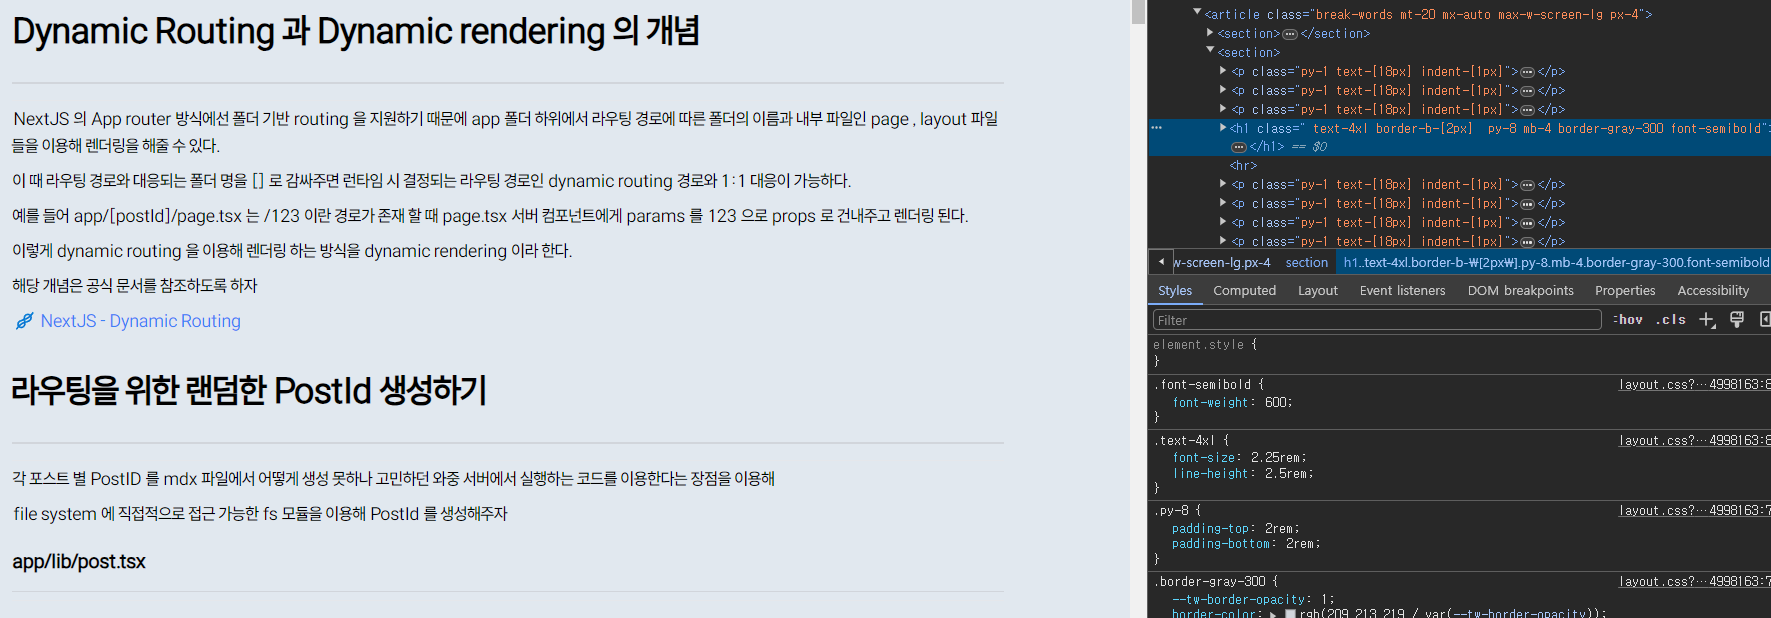 Dynamic Routing 과 Dynamic rendering 의 개념
NextJS 의 App router 방식에선 폴더 기반 routing 을 지원하기 때문에 app 폴더 하위에서 라우팅 경로에 따른 폴더의 이름과 내부 파일인 page , layout 파일
들을 이용해 렌더링을 해줄 수 있다.
이 때 라우팅 경로와 대응되는 폴더 명을 [] 로 감싸주면 런타임 시 결정되는 라우팅 경로인 dynamic routing 경로와 1:1 대응이 가능하다.
예를 들어 app/[postId]/page.tsx 는 /123 이란 경로가 존재 할 때 page.tsx 서버 컴포넌트에게 params 를 123 으로 props 로 건내주고 렌더링 된다.
이렇게 dynamic routing 을 이용해 렌더링 하는 방식을 dynamic rendering 이라 한다.
해당 개념은 공식 문서를 참조하도록 하자
NextJS - Dynamic Routing
라우팅을 위한 랜덤한 PostId 생성하기
각 포스트 별 PostID 를 mdx 파일에서 어떻게 생성 못하나 고민하던 와중 서버에서 실행하는 코드를 이용한다는 장점을 이용해
file system 에 직접적으로 접근 가능한 fs 모듈을 이용해 PostId 를 생성해주자
app/lib/post.tsx
<article class="break-words mt-20 mx-auto max-w-screen-lg px-4">
<section>…</section>
<section>
<p class="py-1 text-[18px] indent-[1px]">…</p>
<p class="py-1 text-[18px] indent-[1px]">…</p>
<p class="py-1 text-[18px] indent-[1px]">…</p>
<h1 class=" text-4xl border-b-[2px]  py-8 mb-4 border-gray-300 font-semibold">
…</h1> == $0
<hr>
<p class="py-1 text-[18px] indent-[1px]">…</p>
<p class="py-1 text-[18px] indent-[1px]">…</p>
<p class="py-1 text-[18px] indent-[1px]">…</p>
<p class="py-1 text-[18px] indent-[1px]">…</p>
w-screen-lg.px-4 section h1..text-4xl.border-b-₩[2px₩].py-8.mb-4.border-gray-300.font-semibold
Styles Computed Layout Event listeners DOM breakpoints Properties Accessibility
Filter :hov .cls
element.style {
}
.font-semibold { layout.css?…4998163:8
font-weight: 600;
}
.text-4xl { layout.css?…4998163:8
font-size: 2.25rem;
line-height: 2.5rem;
}
.py-8 { layout.css?…4998163:7
padding-top: 2rem;
padding-bottom: 2rem;
}
.border-gray-300 { layout.css?…4998163:7
--tw-border-opacity: 1;
border-color: rgb(209 213 219 / var(--tw-border-opacity));